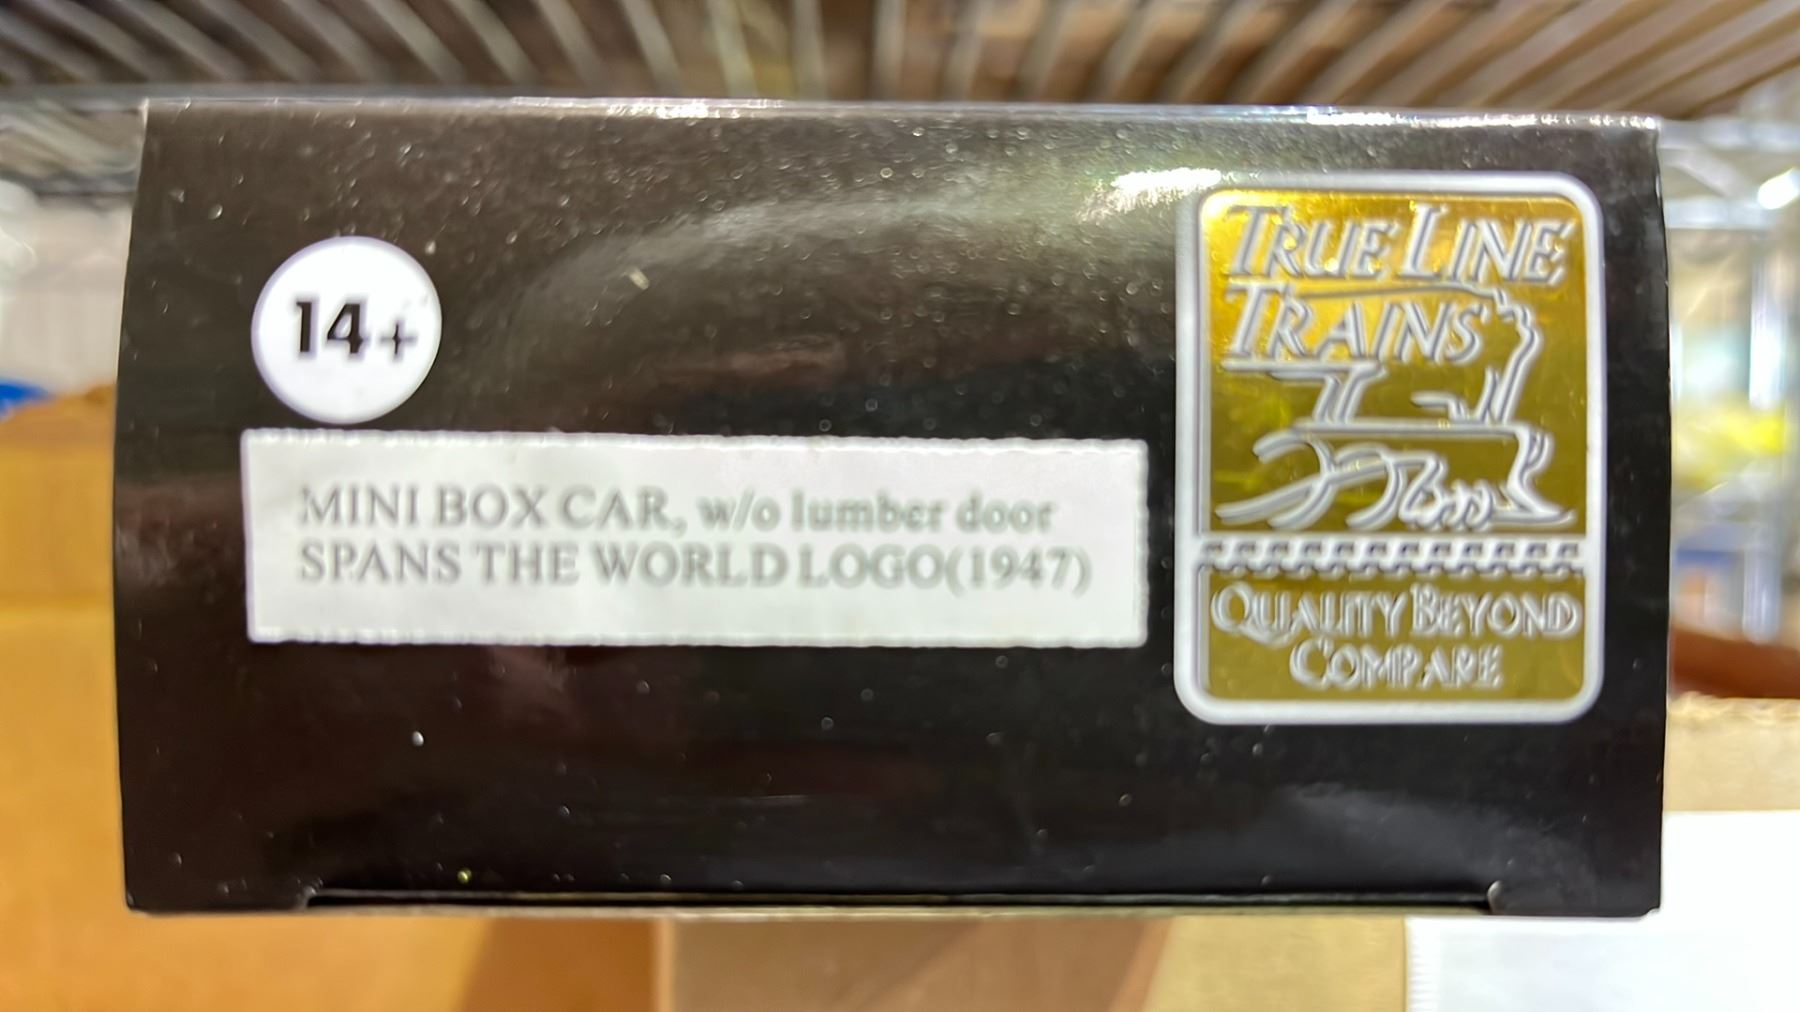 14+
MINI BOX CAR, w/o lumber door
SPANS THE WORLD LOGO(1947)
TRUE LINE
TRAINS
QUALITY BEYOND
COMPARE